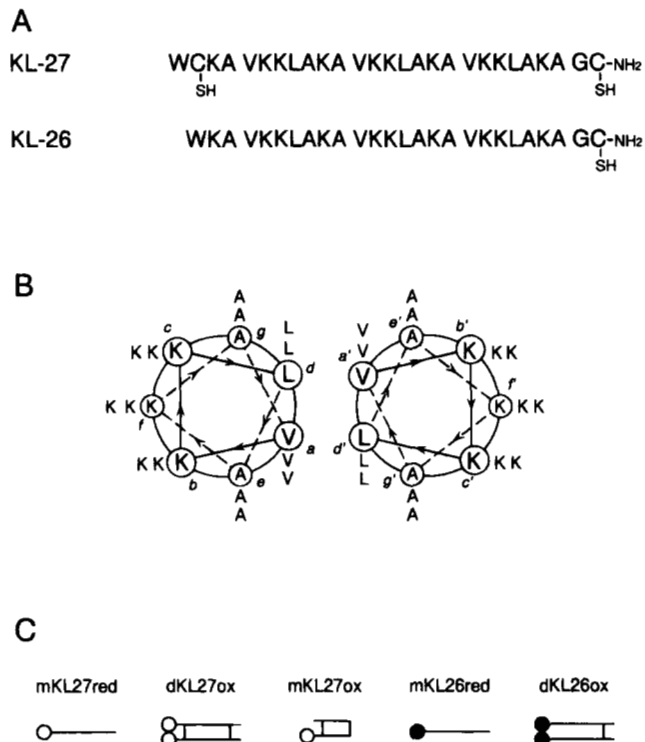 A
KL-27 WCKA VKKLAKA VKKLAKA VKKLAKA GC-NH2
SH SH
KL-26 WKA VKKLAKA VKKLAKA VKKLAKA GC-NH2
SH
B
A A
A L V A
c A g L V e' A b'
K K K L d a' V K K K
K K K f f' K K K
K K K V a d' L K K K
b A e V L g' A c'
A V L A
A A
C
mKL27red dKL27ox mKL27ox mKL26red dKL26ox